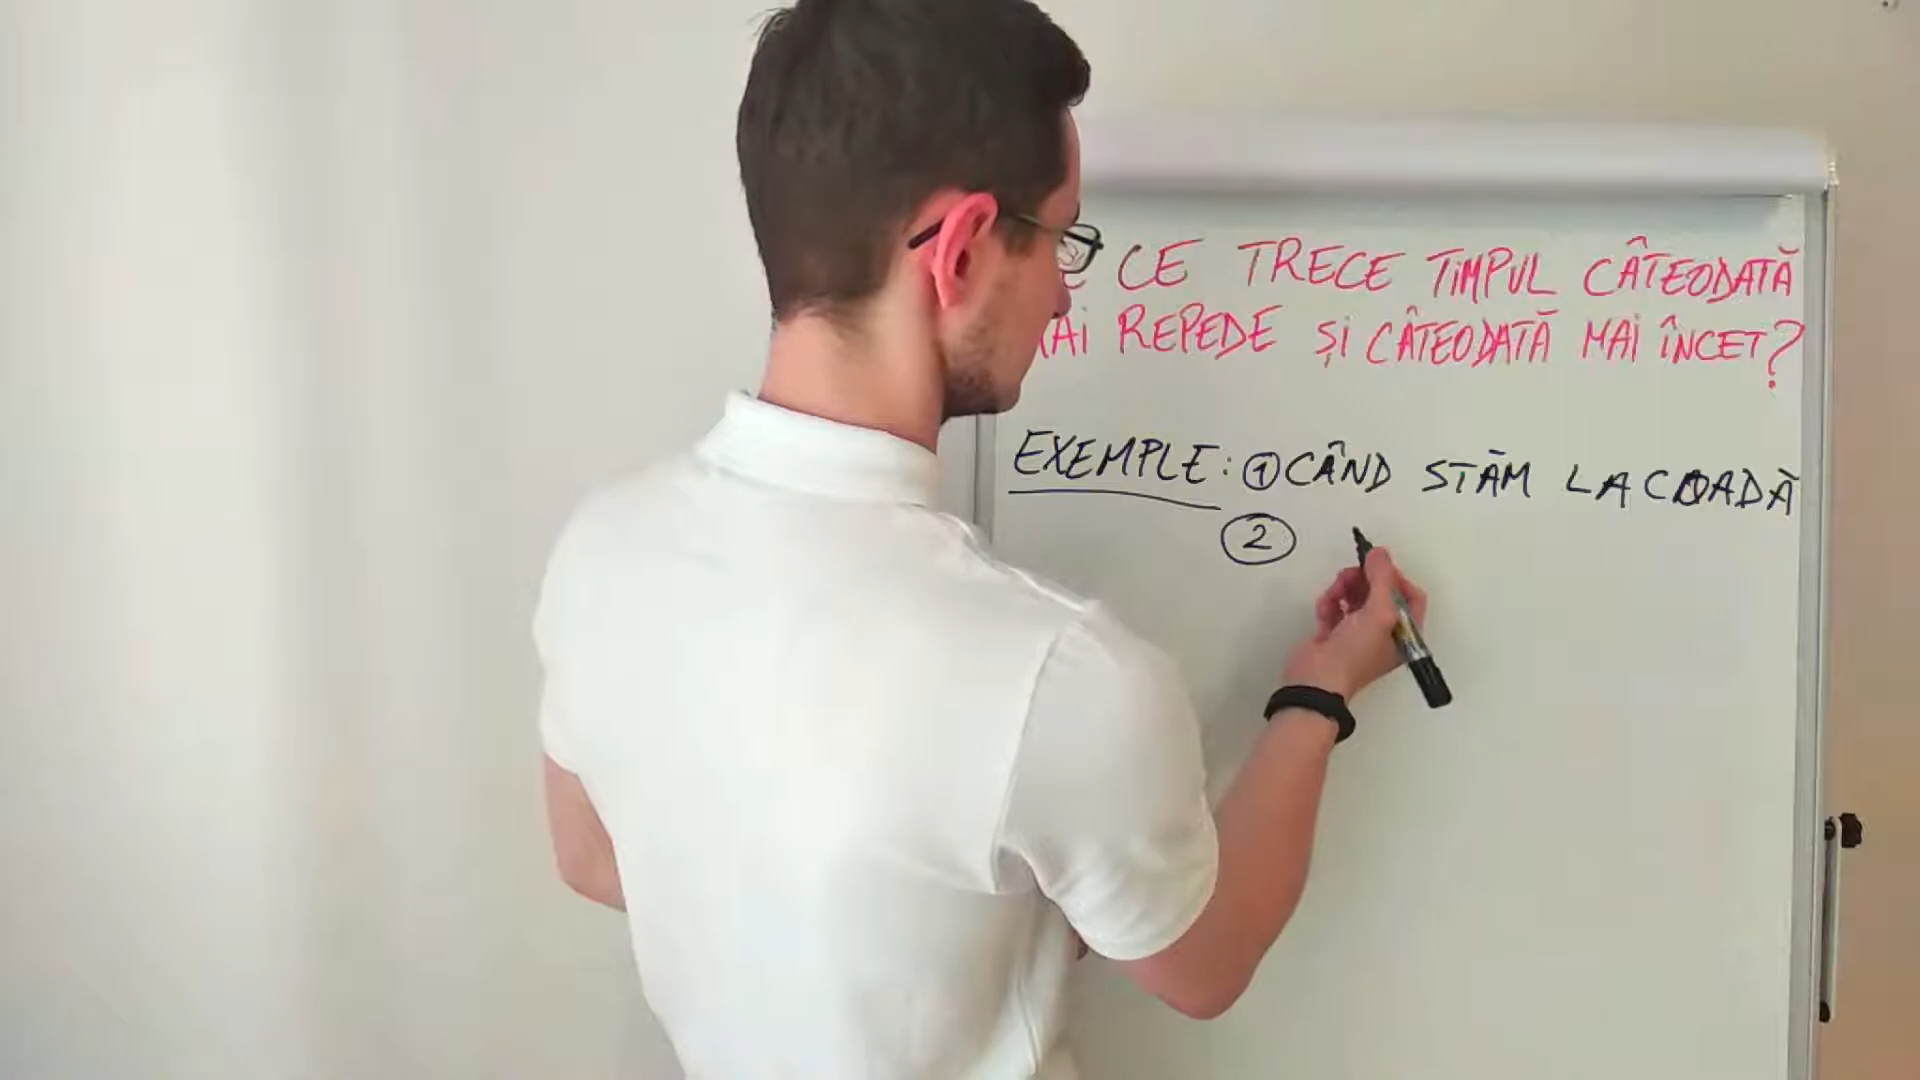 CE TRECE TIMPUL CÂTEODATĂ
REPEDE ȘI CÂTEODATĂ MAI ÎNCET?
EXEMPLE: ① CÂND STĂM LA COADĂ
②